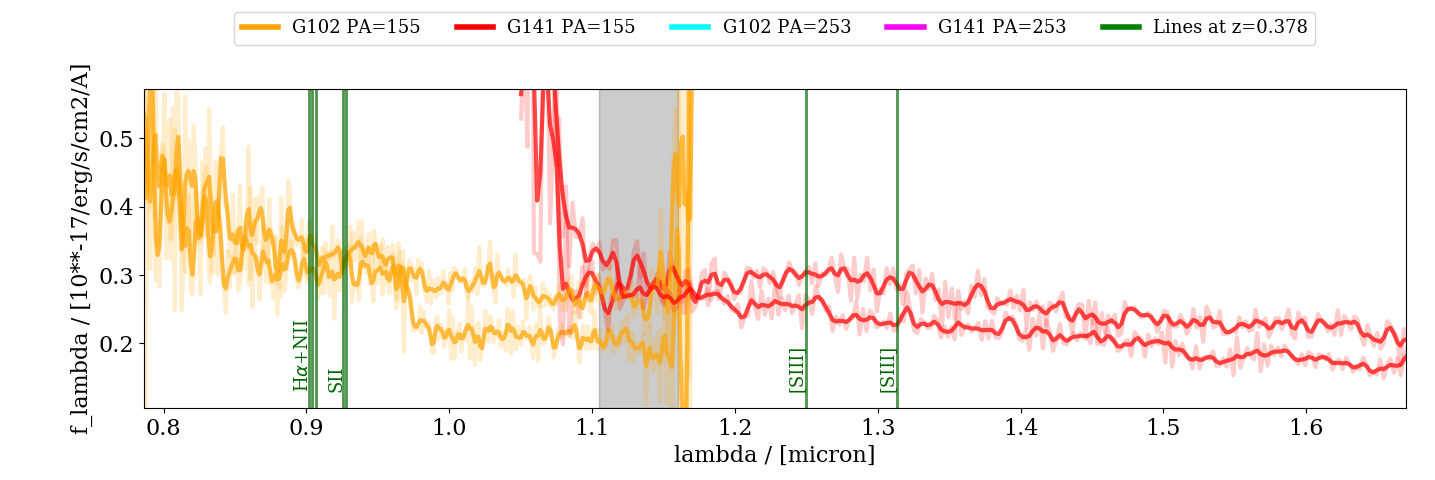 G102 PA=155 G141 PA=155 G102 PA=253 G141 PA=253 Lines at z=0.378
f_lambda / [10**-17/erg/s/cm2/A]
0.5
0.4
0.3
0.2
Hα+NII
SII
[SIII]
[SIII]
0.8 0.9 1.0 1.1 1.2 1.3 1.4 1.5 1.6
lambda / [micron]